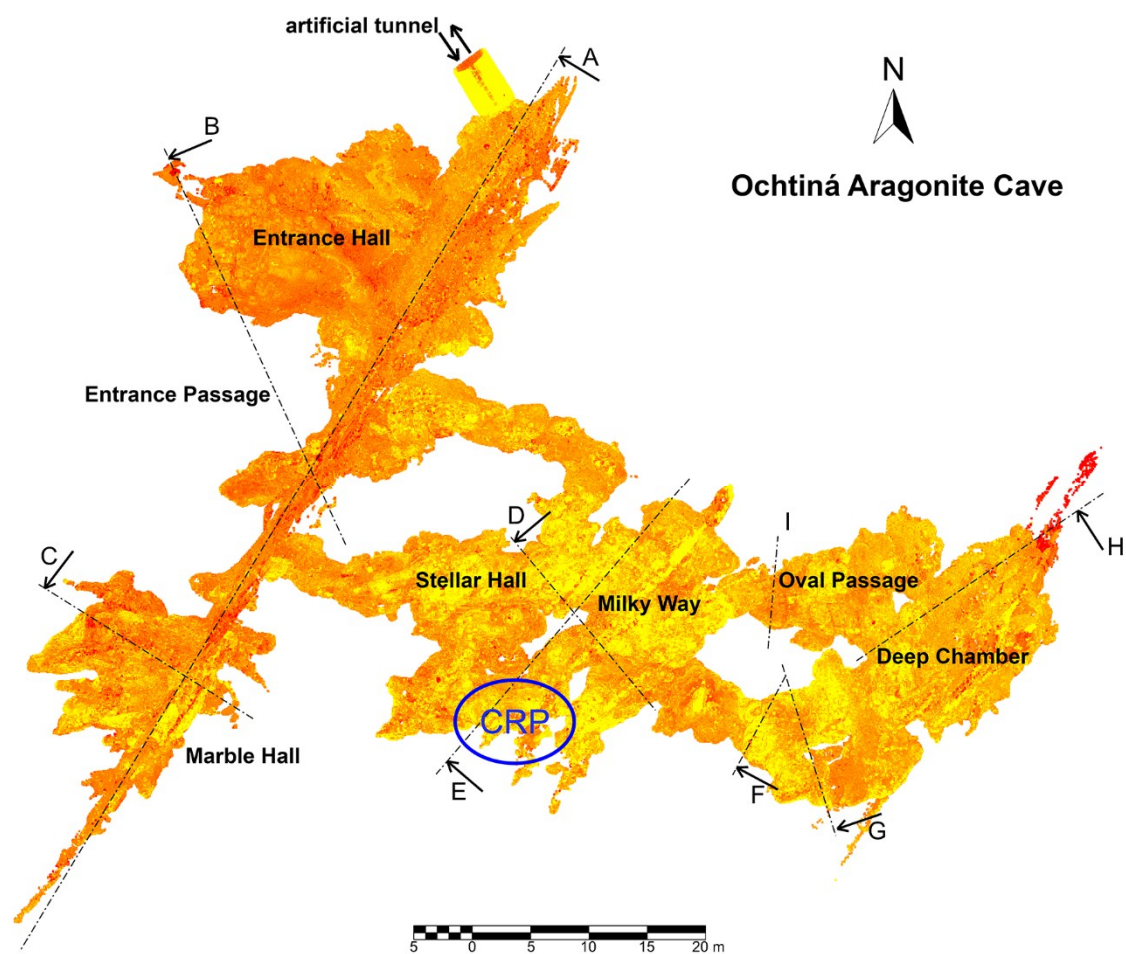 artificial tunnel
A
N
B
Ochtiná Aragonite Cave
Entrance Hall
Entrance Passage
D
I
H
C
Stellar Hall
Oval Passage
Milky Way
Deep Chamber
CRP
Marble Hall
E
F
G
5 0 5 10 15 20 m